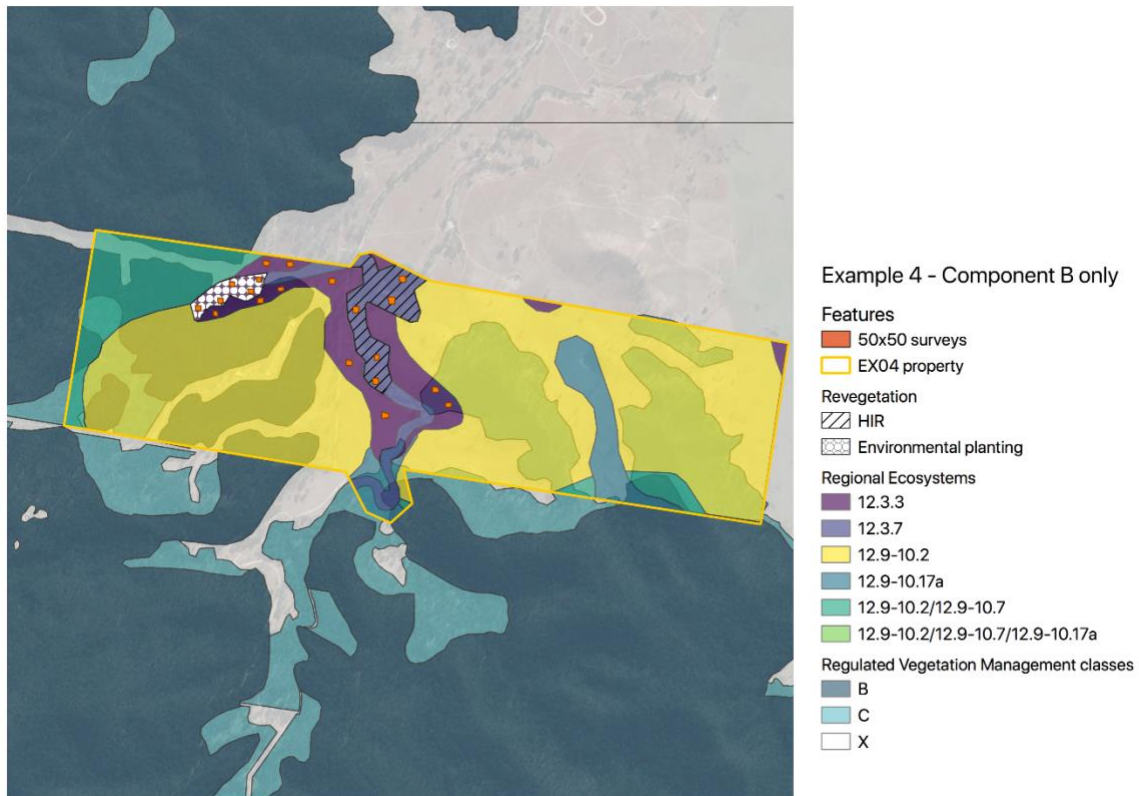 Example 4 - Component B only
Features
50x50 surveys
EX04 property
Revegetation
HIR
Environmental planting
Regional Ecosystems
12.3.3
12.3.7
12.9-10.2
12.9-10.17a
12.9-10.2/12.9-10.7
12.9-10.2/12.9-10.7/12.9-10.17a
Regulated Vegetation Management classes
B
C
X